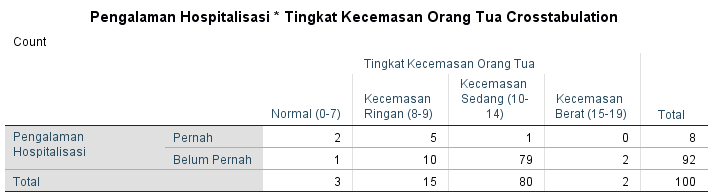 Pengalaman Hospitalisasi * Tingkat Kecemasan Orang Tua Crosstabulation
Count
Tingkat Kecemasan Orang Tua
Normal (0-7) Kecemasan Ringan (8-9) Kecemasan Sedang (10-14) Kecemasan Berat (15-19) Total
Pengalaman Hospitalisasi Pernah 2 5 1 0 8
Belum Pernah 1 10 79 2 92
Total 3 15 80 2 100